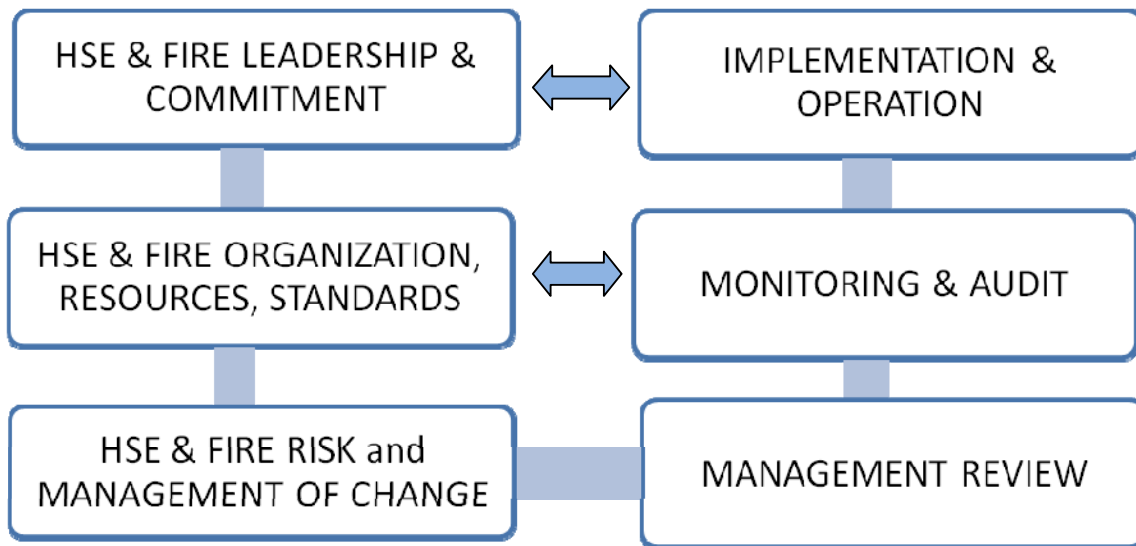 HSE & FIRE LEADERSHIP &
COMMITMENT
IMPLEMENTATION &
OPERATION
HSE & FIRE ORGANIZATION,
RESOURCES, STANDARDS
MONITORING & AUDIT
HSE & FIRE RISK and
MANAGEMENT OF CHANGE
MANAGEMENT REVIEW